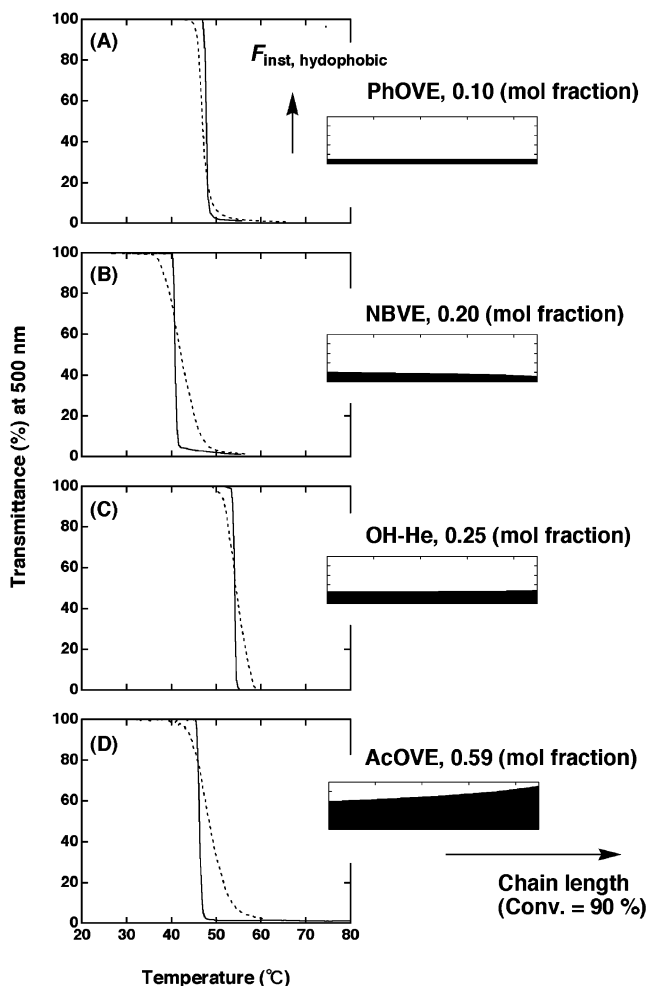 (A)
F inst, hydophobic
PhOVE, 0.10 (mol fraction)
100
80
60
40
20
0
(B)
NBVE, 0.20 (mol fraction)
100
80
60
40
20
0
(C)
OH-He, 0.25 (mol fraction)
100
80
60
40
20
0
(D)
AcOVE, 0.59 (mol fraction)
100
80
60
40
20
0
20 30 40 50 60 70 80
Chain length
(Conv. = 90 %)
Transmittance (%) at 500 nm
Temperature (℃)